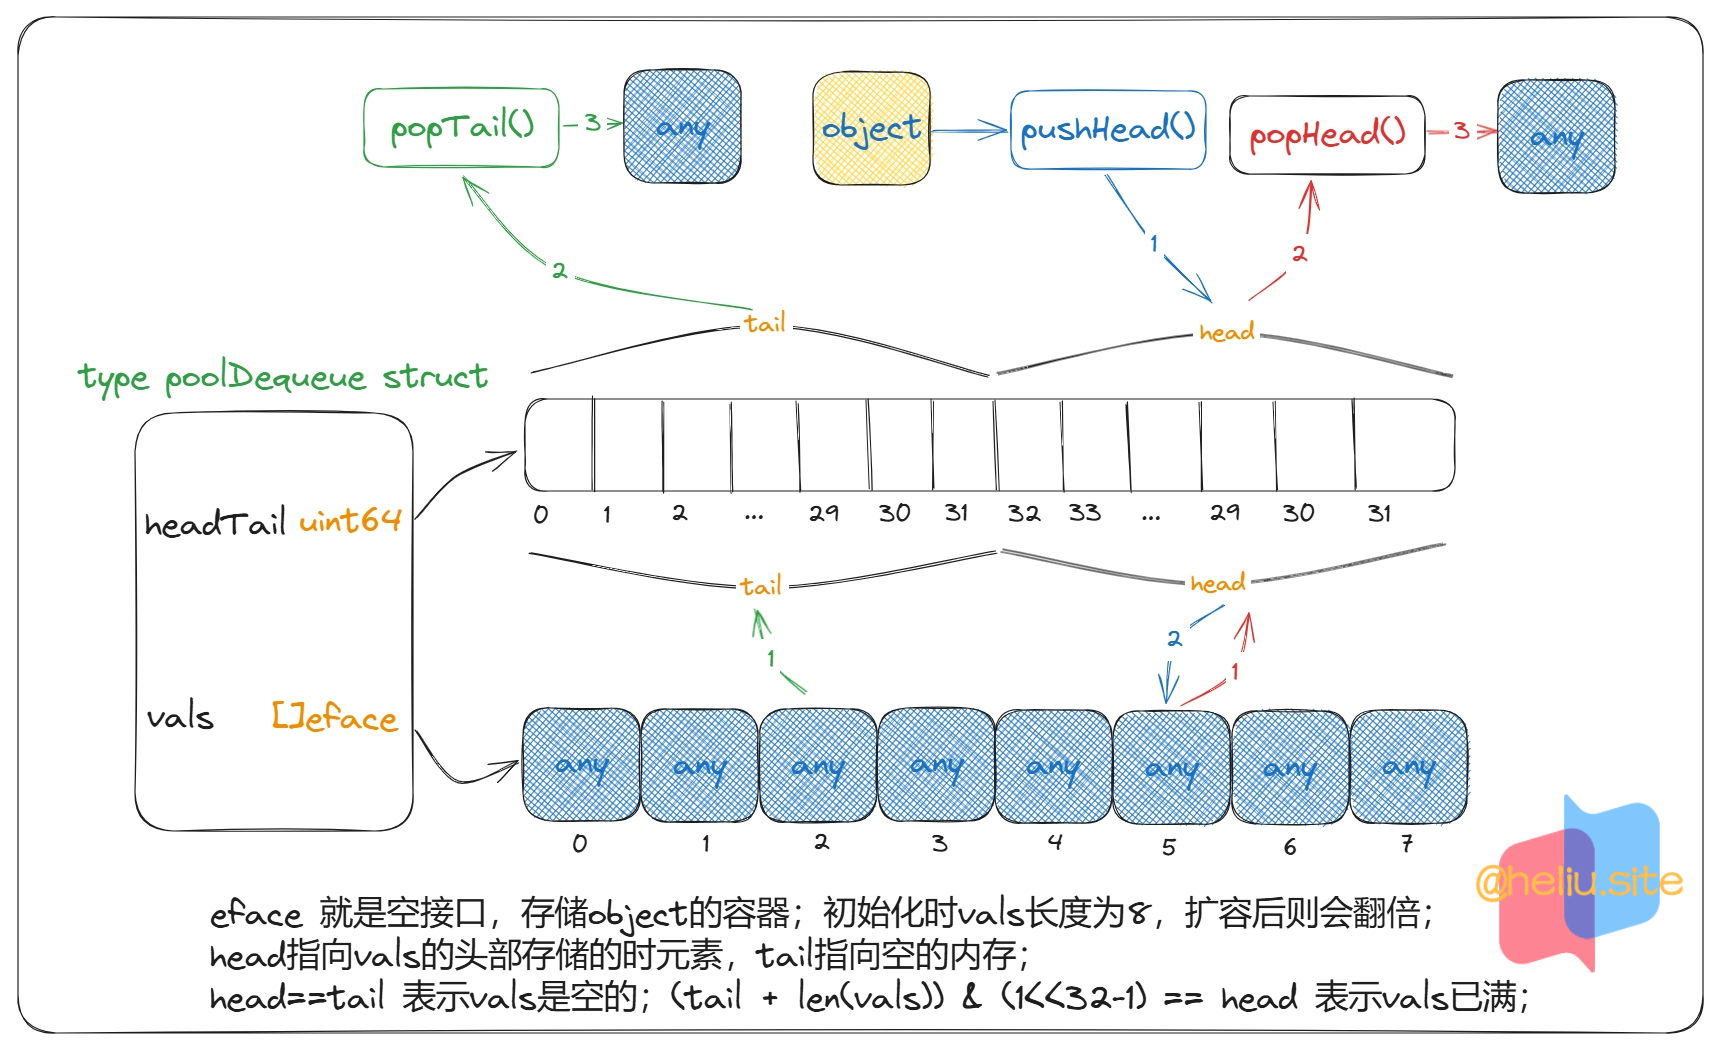 popTail() 3 any object pushHead() popHead() 3 any
1
2
2
tail head
type poolDequeue struct
headTail uint64
0 1 2 ... 29 30 31 32 33 ... 29 30 31
tail head
2
1
1
vals []eface
any any any any any any any any
0 1 2 3 4 5 6 7
@heliu.site
eface 就是空接口，存储object的容器；初始化时vals长度为8，扩容后则会翻倍；
head指向vals的头部存储的时元素，tail指向空的内存；
head==tail 表示vals是空的；(tail + len(vals)) & (1<<32-1) == head 表示vals已满；